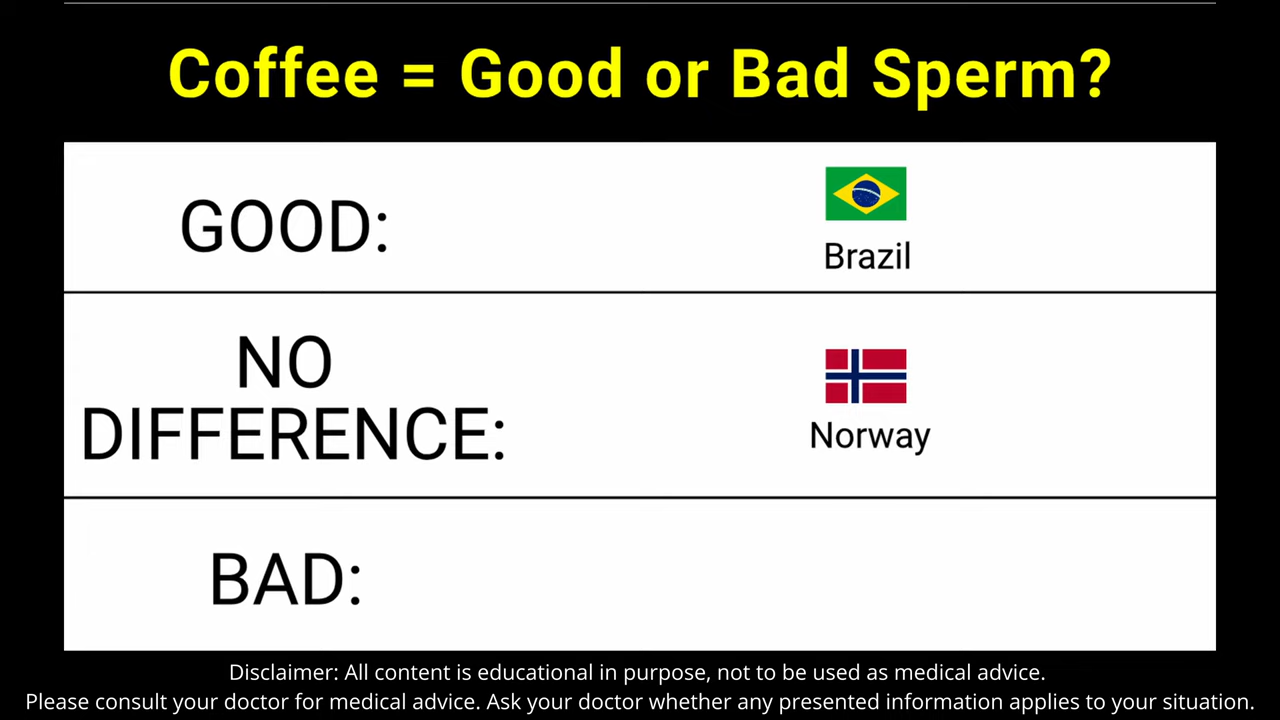 Coffee = Good or Bad Sperm?
GOOD:
Brazil
NO
DIFFERENCE:
Norway
BAD:
Disclaimer: All content is educational in purpose, not to be used as medical advice.
Please consult your doctor for medical advice. Ask your doctor whether any presented information applies to your situation.